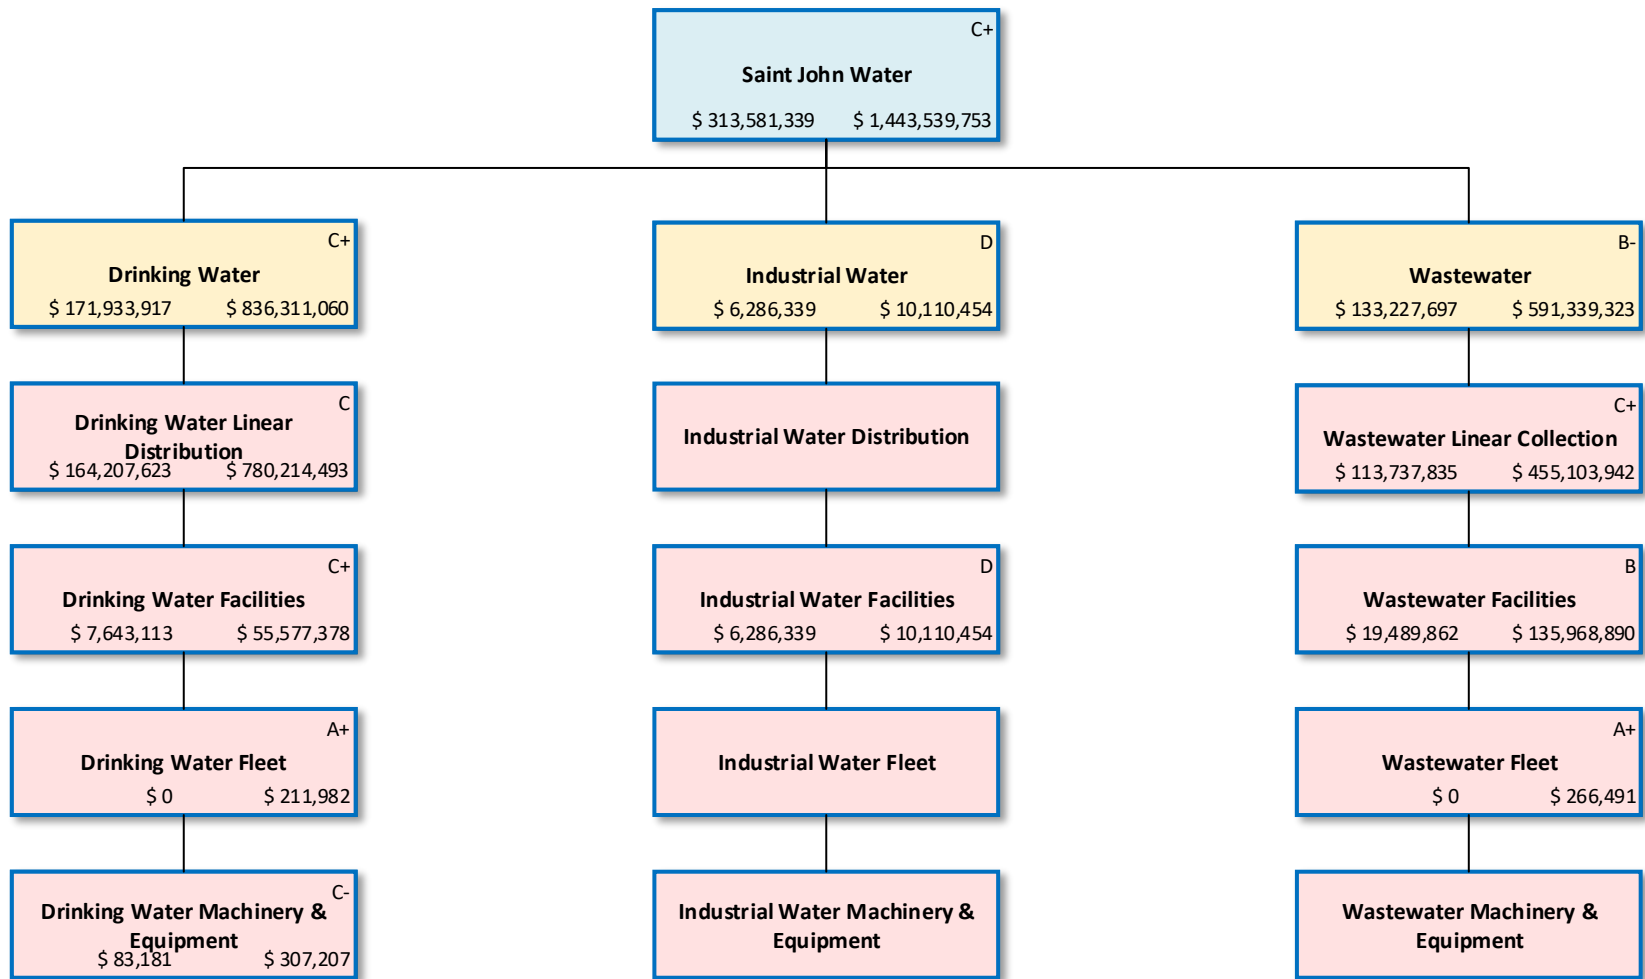 C+
Saint John Water
$ 313,581,339 $ 1,443,539,753
C+
Drinking Water
$ 171,933,917 $ 836,311,060
D
Industrial Water
$ 6,286,339 $ 10,110,454
B-
Wastewater
$ 133,227,697 $ 591,339,323
C
Drinking Water Linear
Distribution
$ 164,207,623 $ 780,214,493
Industrial Water Distribution
C+
Wastewater Linear Collection
$ 113,737,835 $ 455,103,942
C+
Drinking Water Facilities
$ 7,643,113 $ 55,577,378
D
Industrial Water Facilities
$ 6,286,339 $ 10,110,454
B
Wastewater Facilities
$ 19,489,862 $ 135,968,890
A+
Drinking Water Fleet
$ 0 $ 211,982
Industrial Water Fleet
A+
Wastewater Fleet
$ 0 $ 266,491
C-
Drinking Water Machinery &
Equipment
$ 83,181 $ 307,207
Industrial Water Machinery &
Equipment
Wastewater Machinery &
Equipment